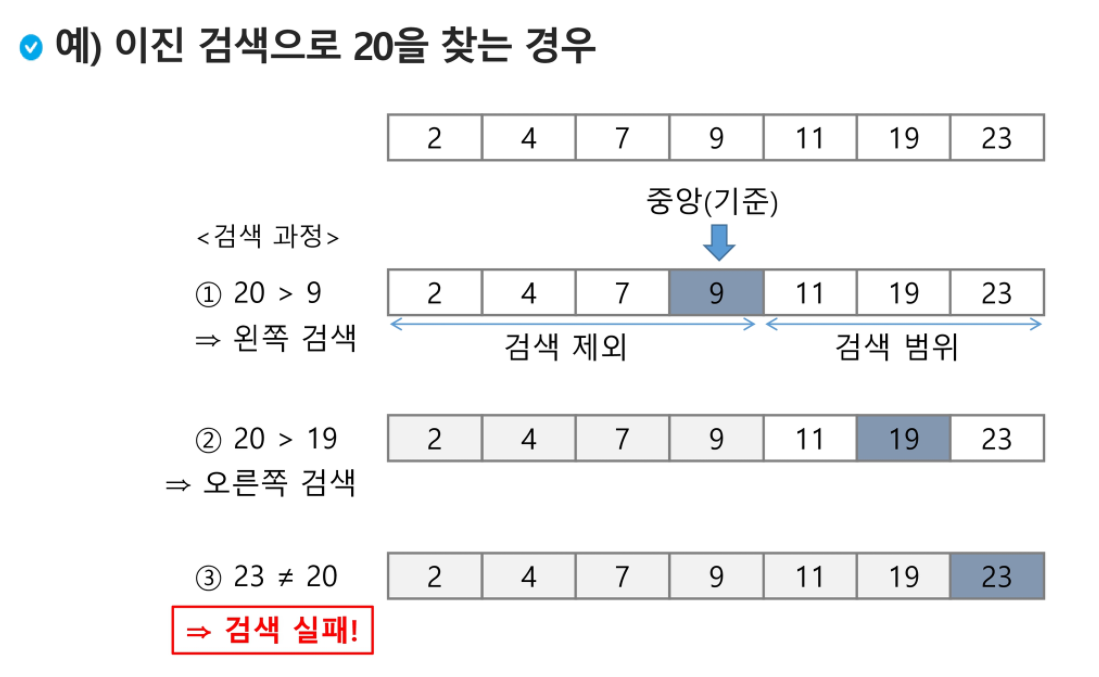 예) 이진 검색으로 20을 찾는 경우
2 4 7 9 11 19 23
중앙(기준)
<검색 과정>
① 20 > 9
2 4 7 9 11 19 23
⇒ 왼쪽 검색
검색 제외 검색 범위
② 20 > 19
2 4 7 9 11 19 23
⇒ 오른쪽 검색
③ 23 ≠ 20
2 4 7 9 11 19 23
⇒ 검색 실패!